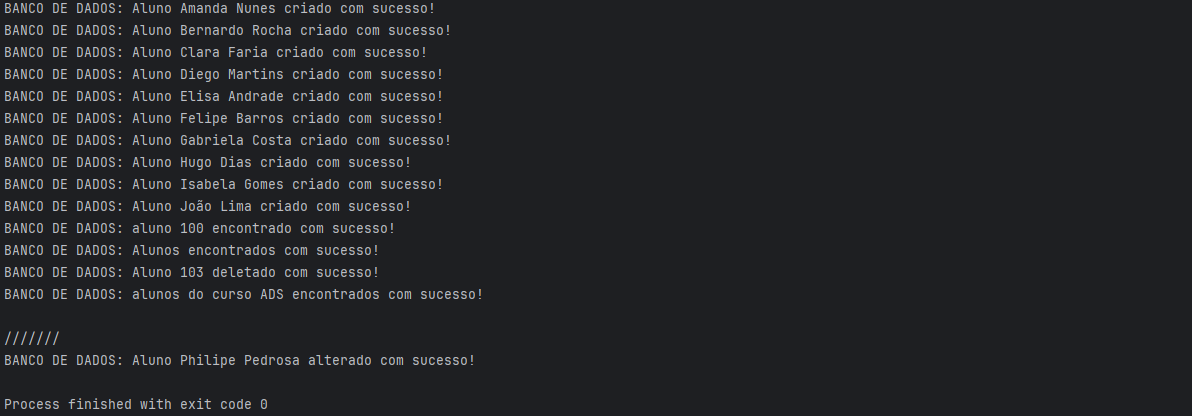 BANCO DE DADOS: Aluno Amanda Nunes criado com sucesso!
BANCO DE DADOS: Aluno Bernardo Rocha criado com sucesso!
BANCO DE DADOS: Aluno Clara Faria criado com sucesso!
BANCO DE DADOS: Aluno Diego Martins criado com sucesso!
BANCO DE DADOS: Aluno Elisa Andrade criado com sucesso!
BANCO DE DADOS: Aluno Felipe Barros criado com sucesso!
BANCO DE DADOS: Aluno Gabriela Costa criado com sucesso!
BANCO DE DADOS: Aluno Hugo Dias criado com sucesso!
BANCO DE DADOS: Aluno Isabela Gomes criado com sucesso!
BANCO DE DADOS: Aluno João Lima criado com sucesso!
BANCO DE DADOS: aluno 100 encontrado com sucesso!
BANCO DE DADOS: Alunos encontrados com sucesso!
BANCO DE DADOS: Aluno 103 deletado com sucesso!
BANCO DE DADOS: alunos do curso ADS encontrados com sucesso!
///////
BANCO DE DADOS: Aluno Philipe Pedrosa alterado com sucesso!
Process finished with exit code 0